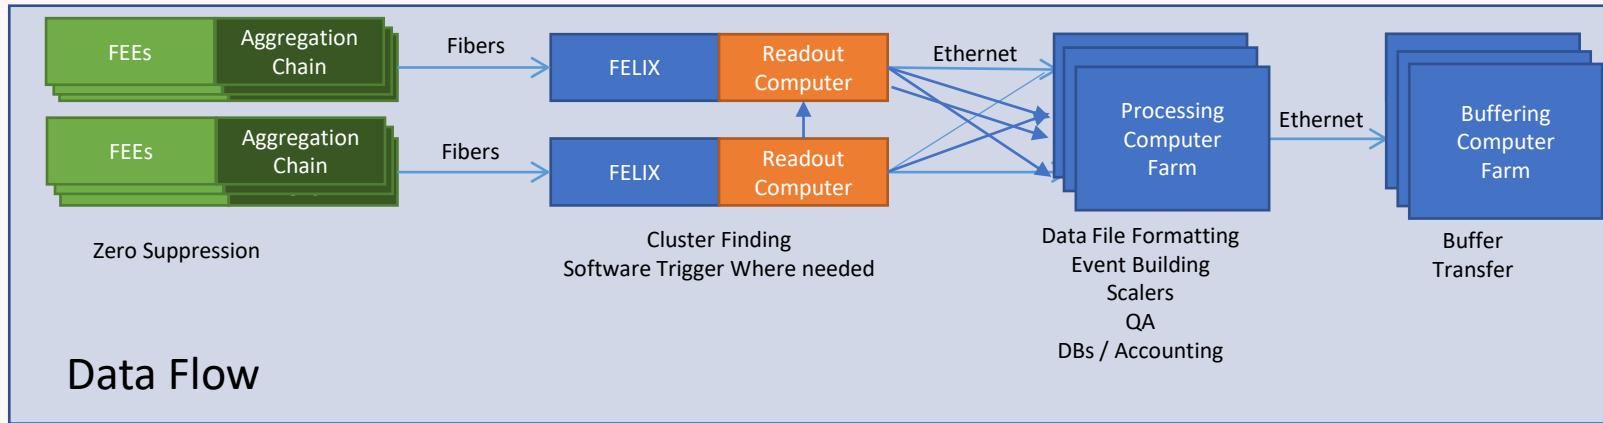 FEEs
Aggregation
Chain
Fibers
FELIX
Readout
Computer
Ethernet
FEEs
Aggregation
Chain
Fibers
FELIX
Readout
Computer
Processing
Computer
Farm
Ethernet
Buffering
Computer
Farm
Zero Suppression
Cluster Finding
Software Trigger Where needed
Data File Formatting
Event Building
Scalers
QA
DBs / Accounting
Buffer
Transfer
Data Flow